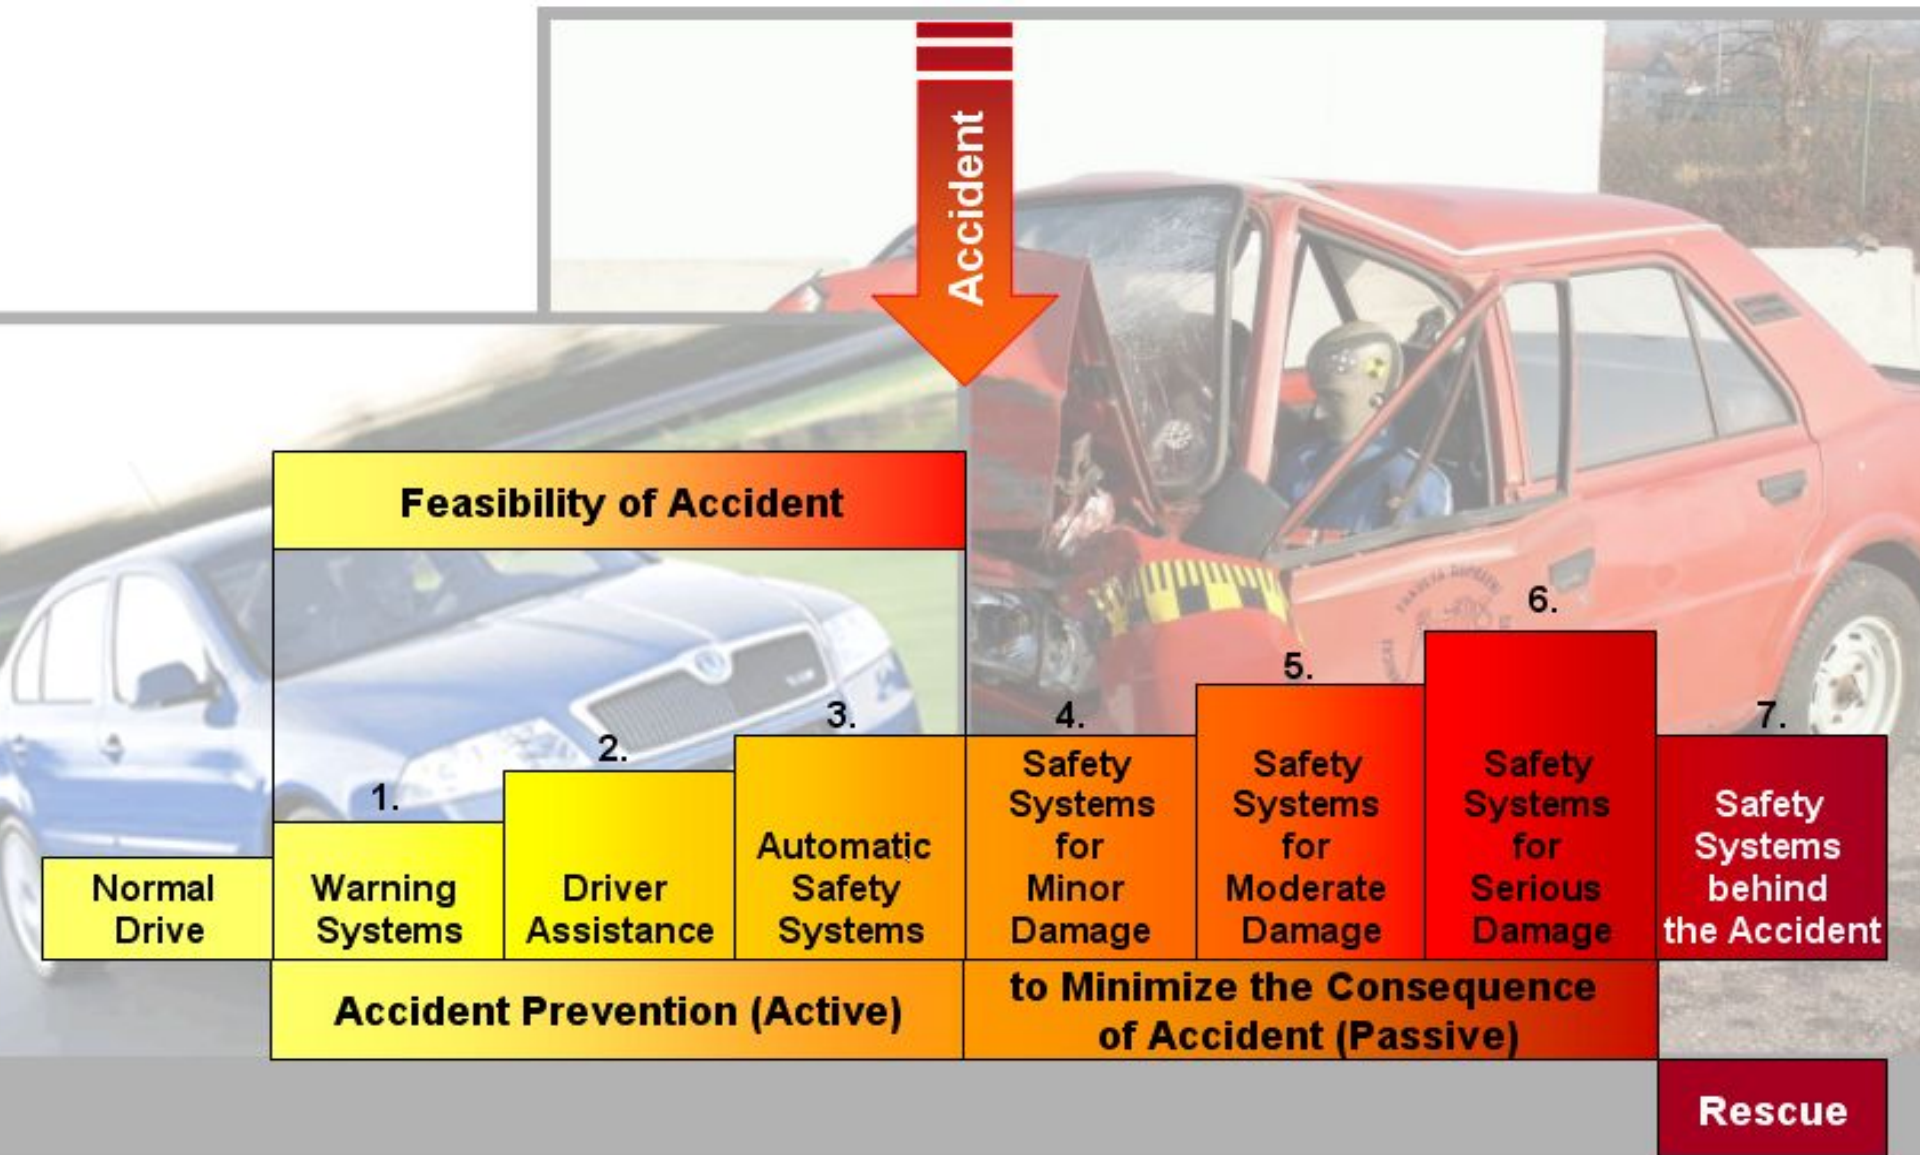 Accident
Feasibility of Accident
1.
2.
3.
4.
5.
6.
7.
Normal
Drive
Warning
Systems
Driver
Assistance
Automatic
Safety
Systems
Safety
Systems
for
Minor
Damage
Safety
Systems
for
Moderate
Damage
Safety
Systems
for
Serious
Damage
Safety
Systems
behind
the Accident
Accident Prevention (Active)
to Minimize the Consequence
of Accident (Passive)
Rescue